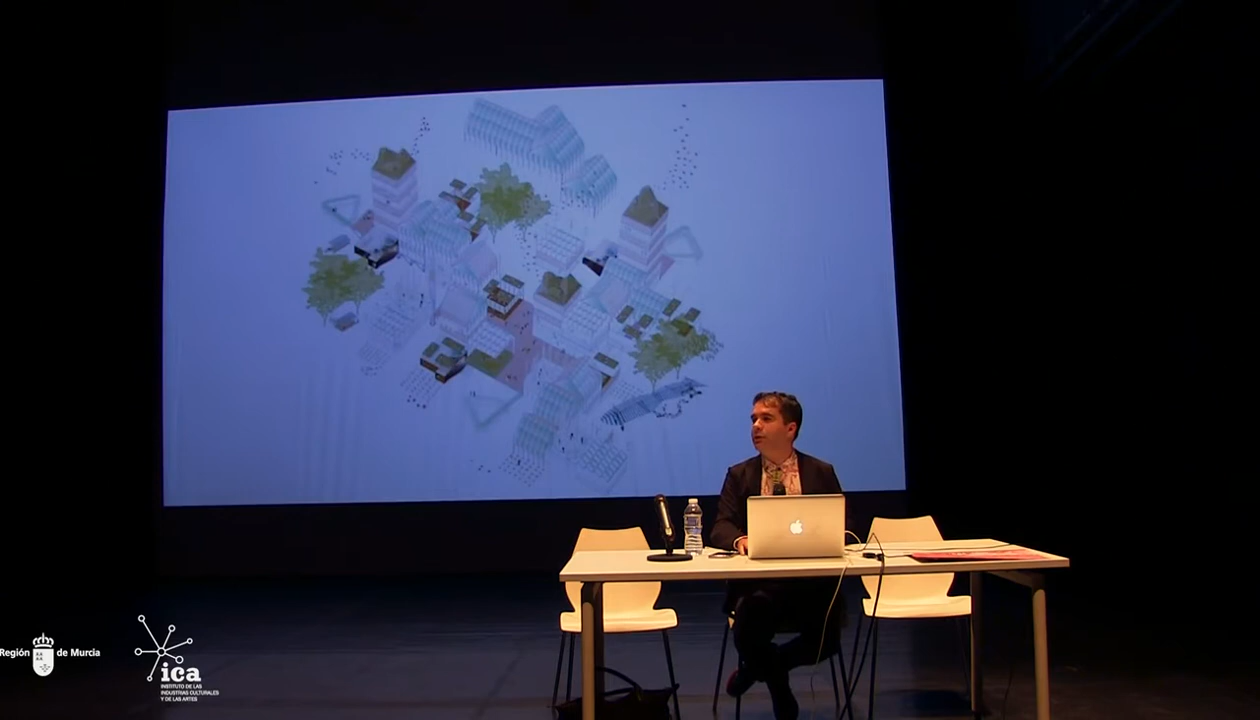 Región de Murcia
ica
INSTITUTO DE LAS
INDUSTRIAS CULTURALES
Y DE LAS ARTES